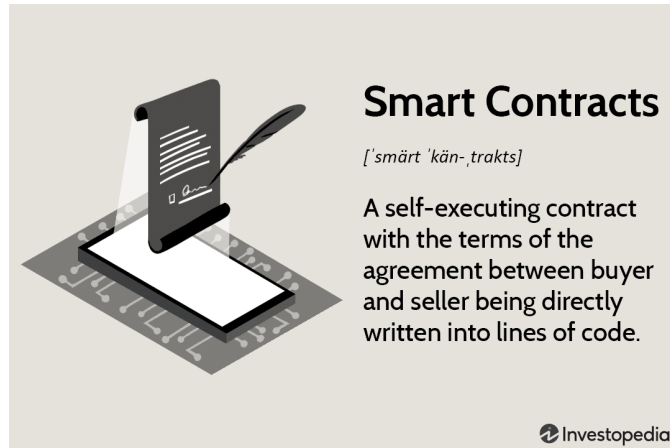 Smart Contracts
[ˈsmärt ˈkän-ˌtrakts]
A self-executing contract
with the terms of the
agreement between buyer
and seller being directly
written into lines of code.
Investopedia